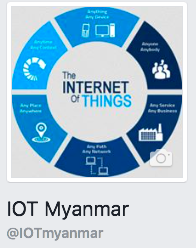 Anything
Any Device
Anytime
Any Context
Anyone
Anybody
The
INTERNET
Of THINGS
Any Place
Anywhere
Any Service
Any Business
Any Path
Any Network
IOT Myanmar
@IOTmyanmar